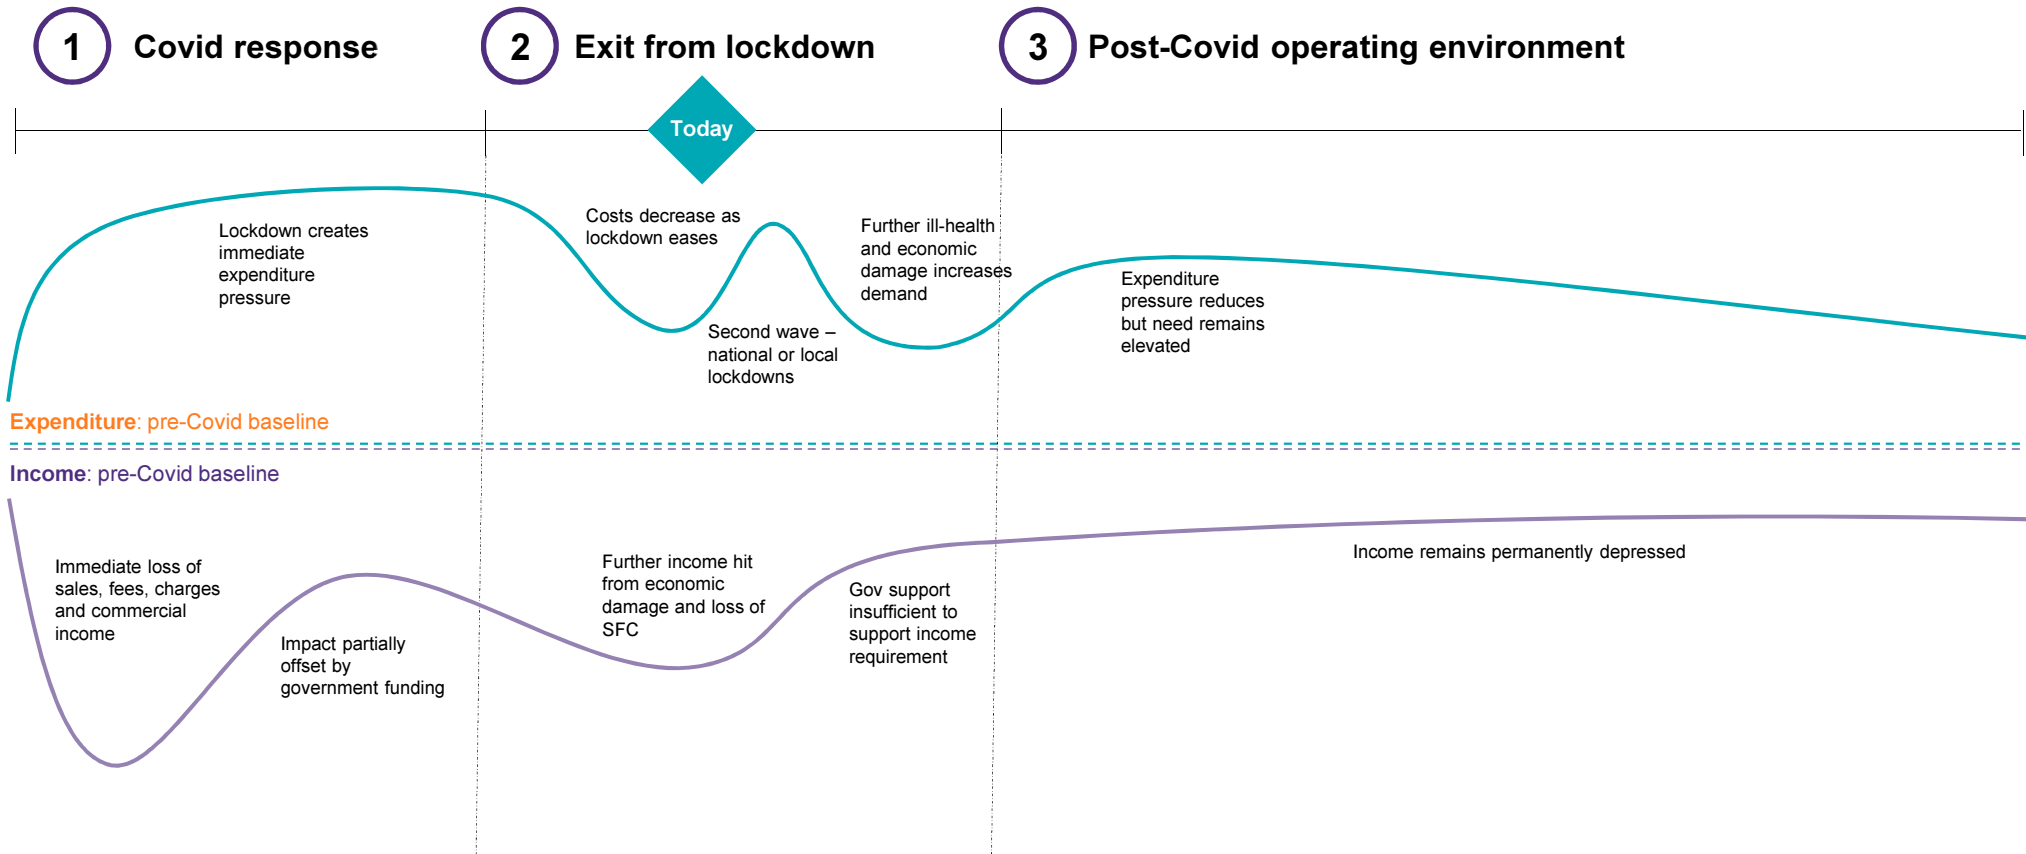 1 Covid response
2 Exit from lockdown
3 Post-Covid operating environment
Today
Lockdown creates
immediate
expenditure
pressure
Costs decrease as
lockdown eases
Second wave –
national or local
lockdowns
Further ill-health
and economic
damage increases
demand
Expenditure
pressure reduces
but need remains
elevated
Expenditure: pre-Covid baseline
Income: pre-Covid baseline
Immediate loss of
sales, fees, charges
and commercial
income
Impact partially
offset by
government funding
Further income hit
from economic
damage and loss of
SFC
Gov support
insufficient to
support income
requirement
Income remains permanently depressed